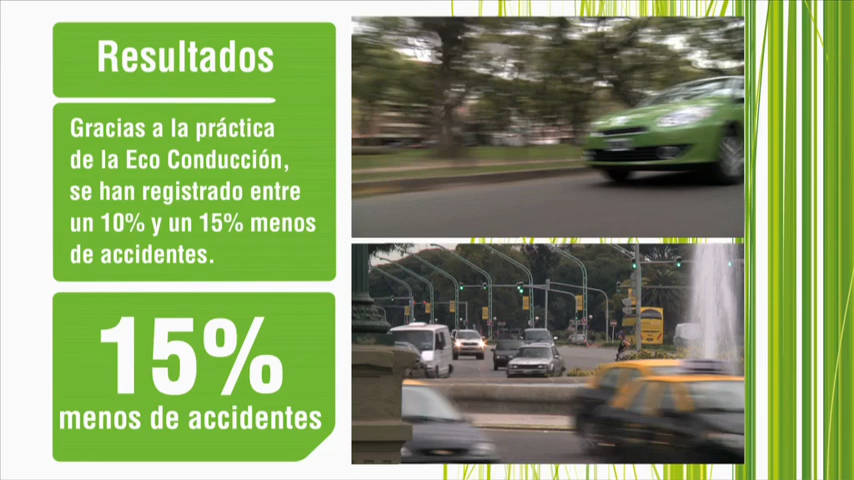 Resultados
Gracias a la práctica
de la Eco Conducción,
se han registrado entre
un 10% y un 15% menos
de accidentes.
15%
menos de accidentes